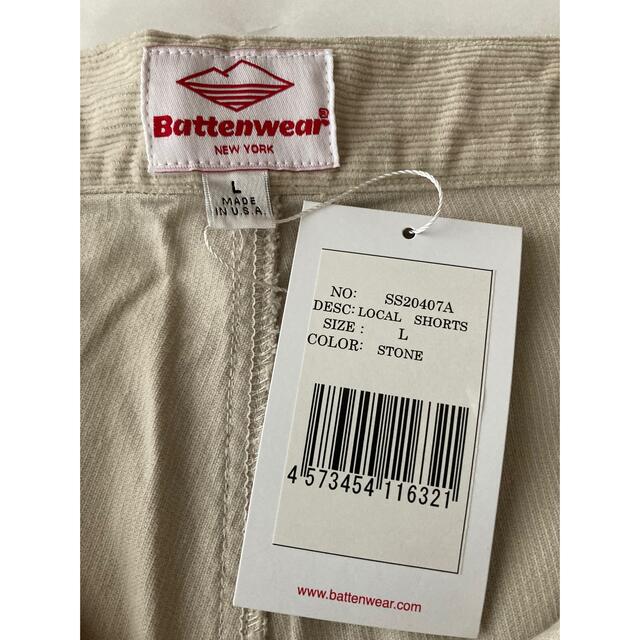 Battenwear®
NEW YORK
L
MADE
IN U.S.A.
NO: SS20407A
DESC: LOCAL SHORTS
SIZE : L
COLOR: STONE
4 573454 116321
www.battenwear.com